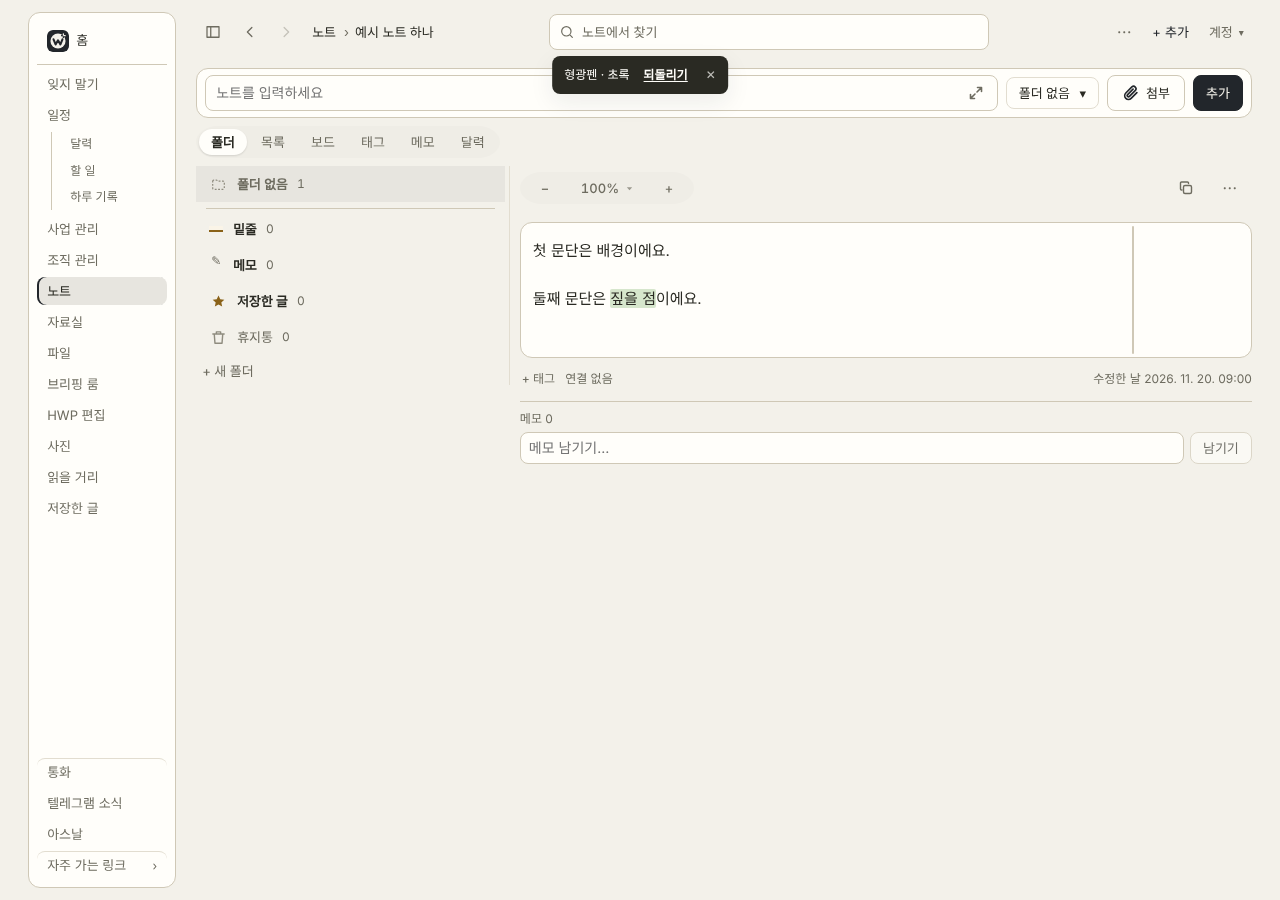 홈
잊지 말기
일정
달력
할 일
하루 기록
사업 관리
조직 관리
노트
자료실
파일
브리핑 룸
HWP 편집
사진
읽을 거리
저장한 글
통화
텔레그램 소식
아스날
자주 가는 링크 ›
노트 › 예시 노트 하나
노트에서 찾기
··· + 추가 계정 ▾
형광펜 · 초록 되돌리기 ×
노트를 입력하세요
폴더 없음 ▾ 첨부 추가
폴더 목록 보드 태그 메모 달력
폴더 없음 1
밑줄 0
메모 0
저장한 글 0
휴지통 0
+ 새 폴더
− 100% ▾ +
···
첫 문단은 배경이에요.
둘째 문단은 짚을 점이에요.
+ 태그 연결 없음 수정한 날 2026. 11. 20. 09:00
메모 0
메모 남기기...
남기기